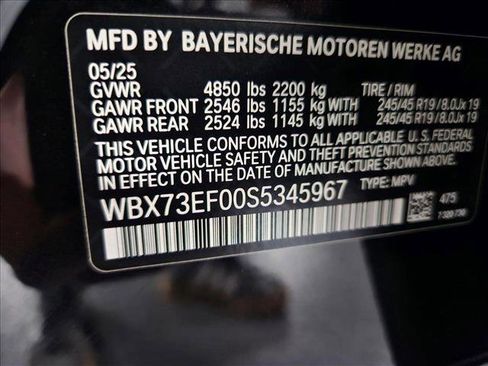 MFD BY BAYERISCHE MOTOREN WERKE AG
05/25
GVWR 4850 lbs 2200 kg TIRE / RIM
GAWR FRONT 2546 lbs 1155 kg WITH 245/45 R19 / 8.0Jx 19
GAWR REAR 2524 lbs 1145 kg WITH 245/45 R19 / 8.0Jx 19
THIS VEHICLE CONFORMS TO ALL APPLICABLE U. S. FEDERAL
MOTOR VEHICLE SAFETY AND THEFT PREVENTION STANDARDS IN
EFFECT ON THE DATE OF MANUFACTURE SHOWN ABOVE.
WBX73EF00S5345967 TYPE: MPV
475